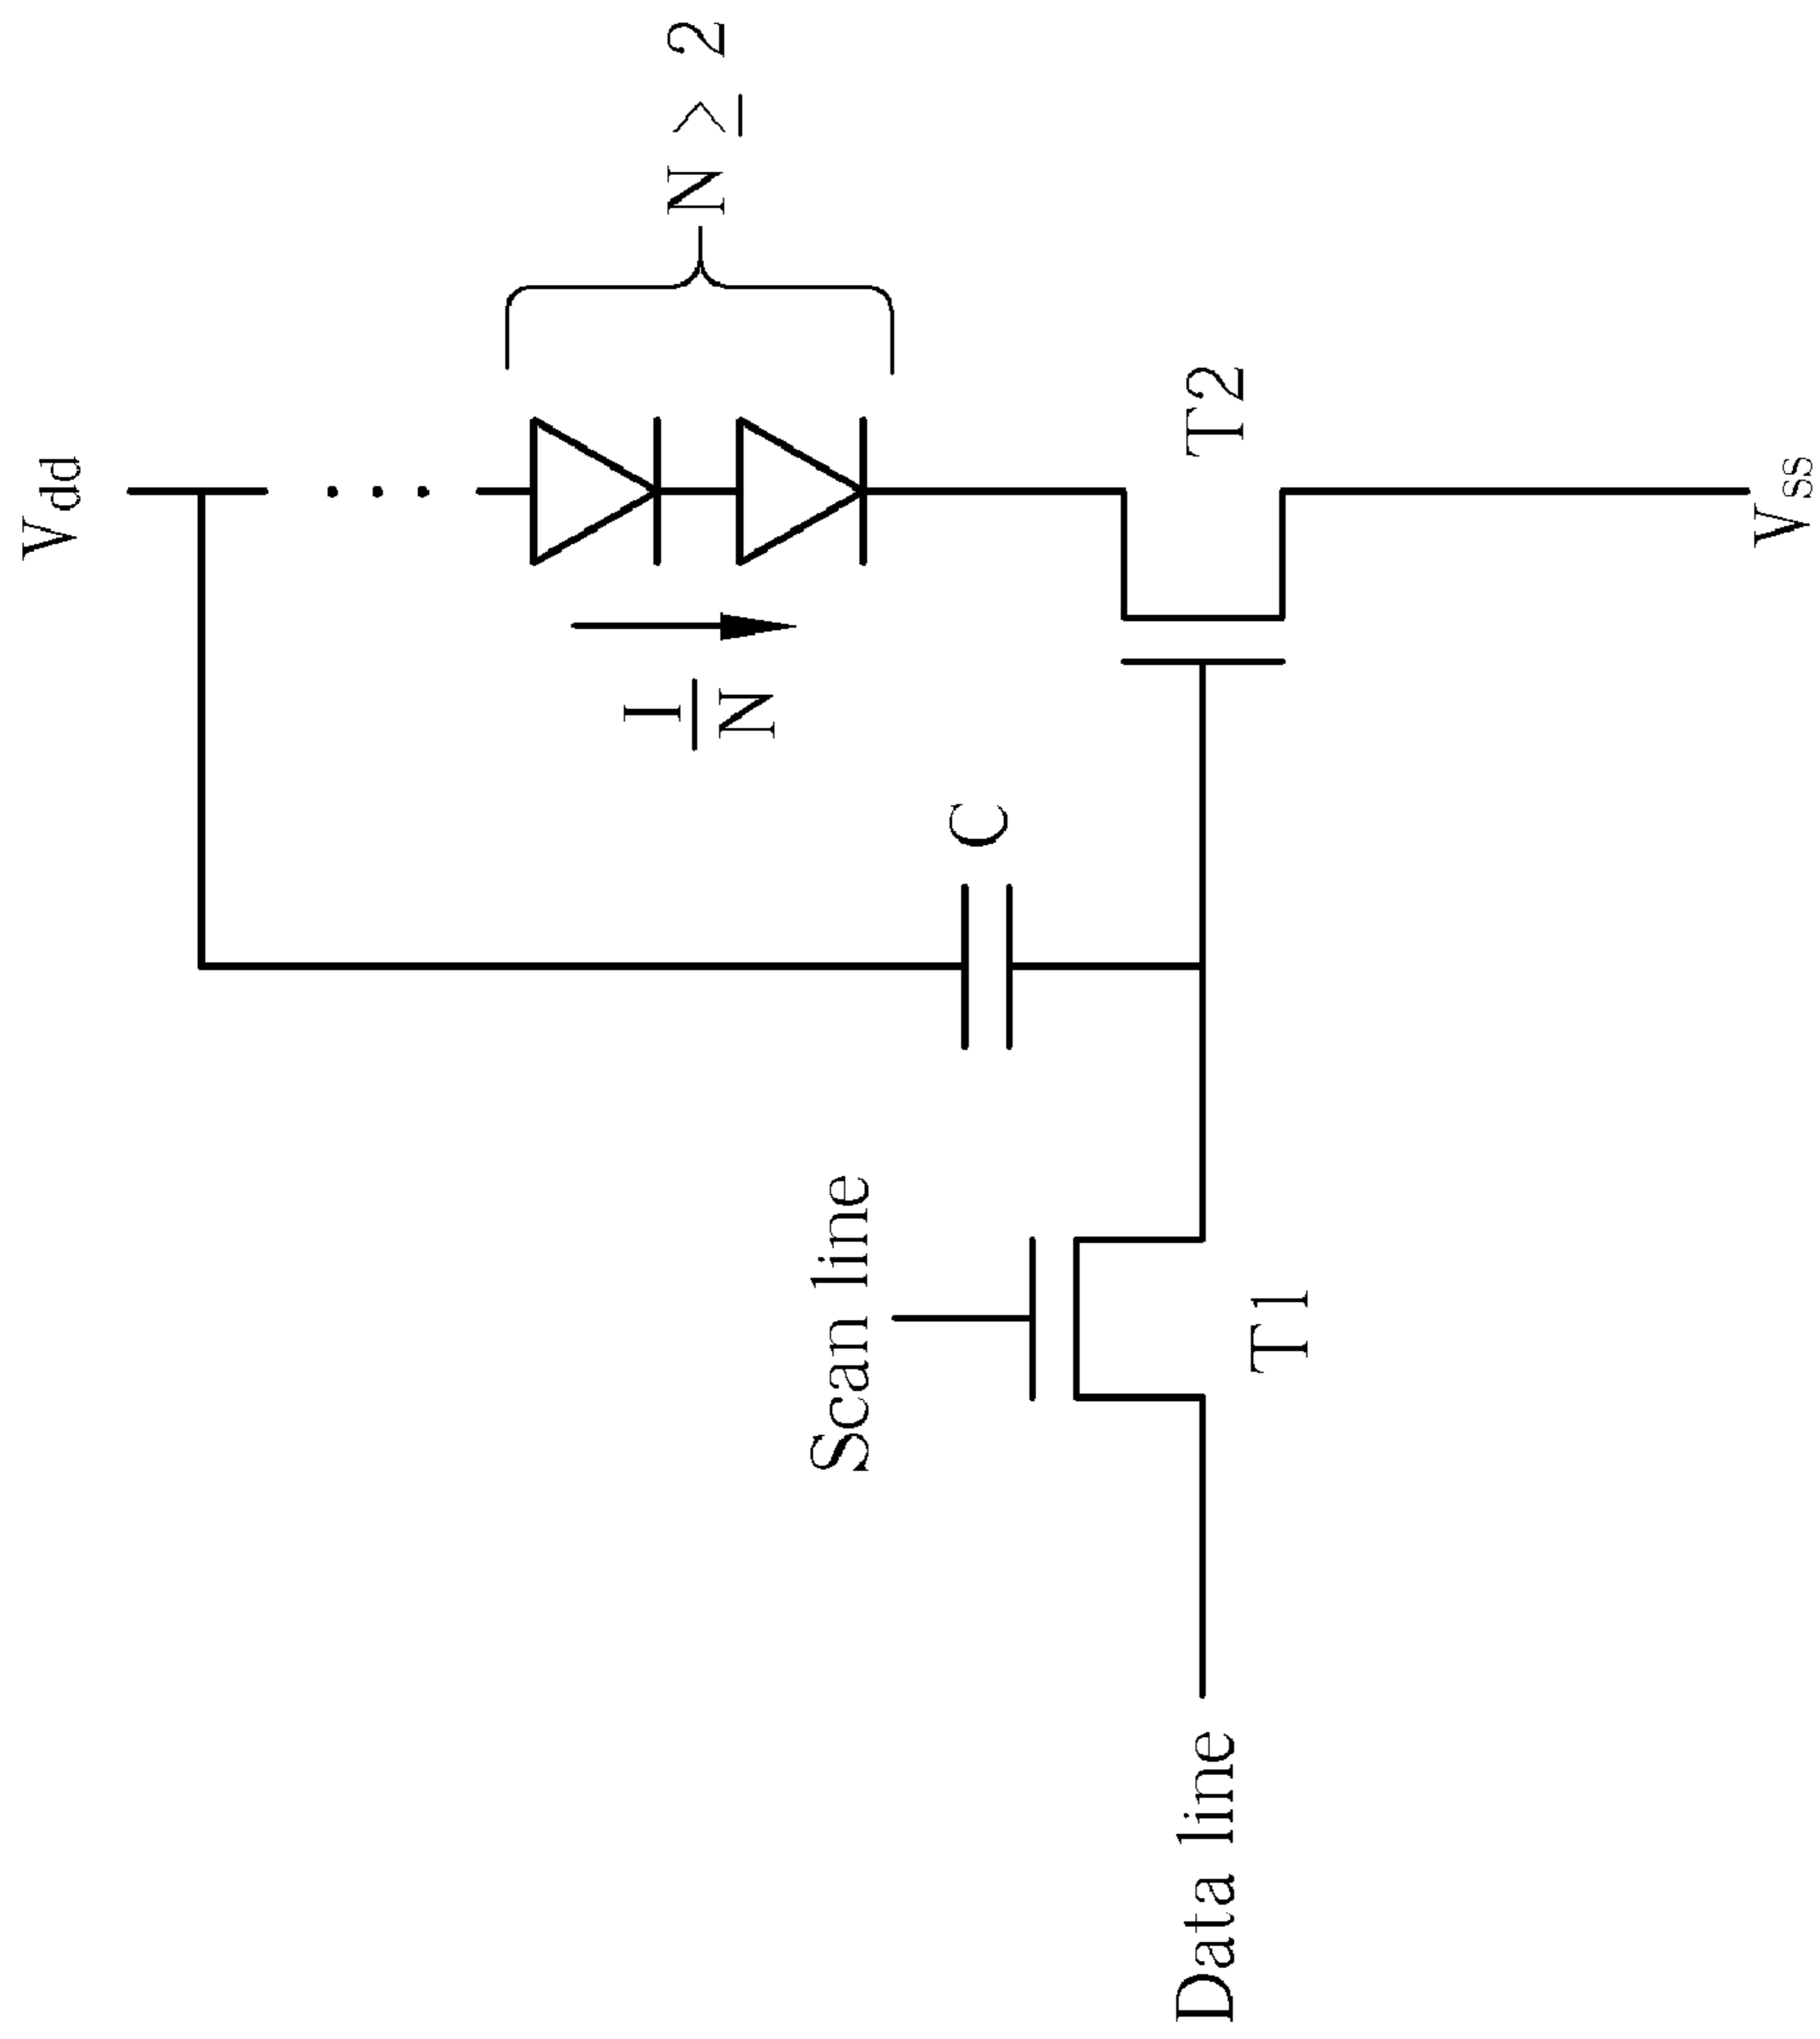 Vdd
N ≥ 2
I
N
C
T2
Scan line
T1
Data line
Vss